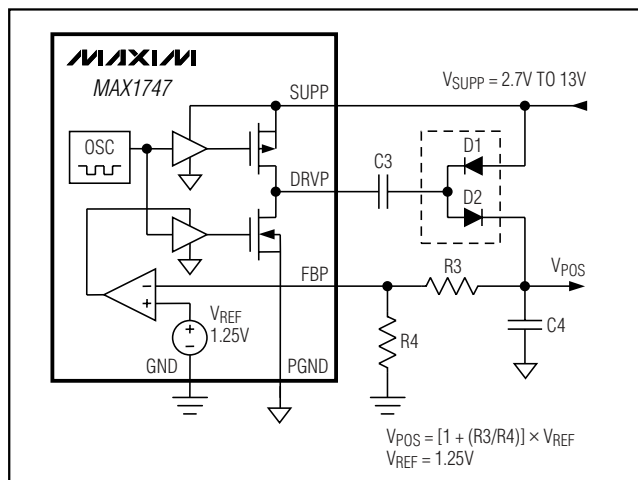 MAXIM
MAX1747
OSC
SUPP
VSUPP = 2.7V TO 13V
D1
C3
DRVP
D2
FBP
R3
VPOS
VREF
1.25V
R4
C4
GND
PGND
VPOS = [1 + (R3/R4)] × VREF
VREF = 1.25V